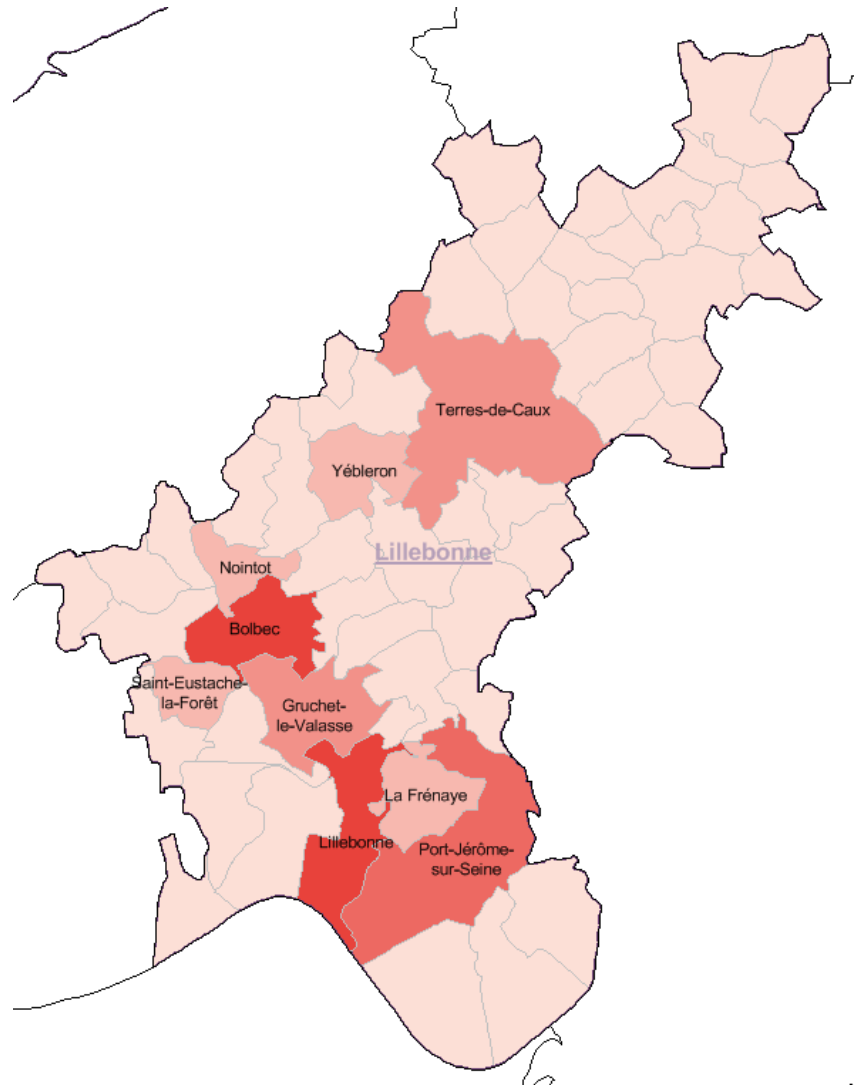 Terres-de-Caux
Yébleron
Lillebonne
Nointot
Bolbec
Saint-Eustache-
la-Forêt
Gruchet-
le-Valasse
La Frénaye
Lillebonne
Port-Jérôme-
sur-Seine